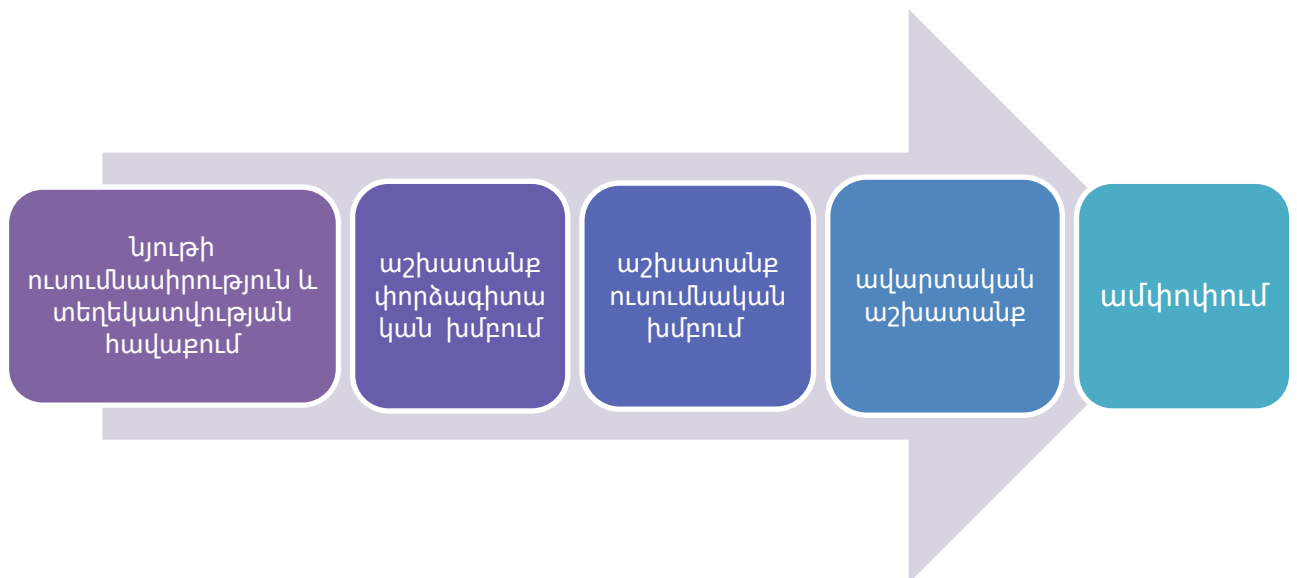 նյութի
ուսումնասիրություն և
տեղեկատվության
հավաքում
աշխատանք
փորձագիտա
կան խմբում
աշխատանք
ուսումնական
խմբում
ավարտական
աշխատանք
ամփոփում